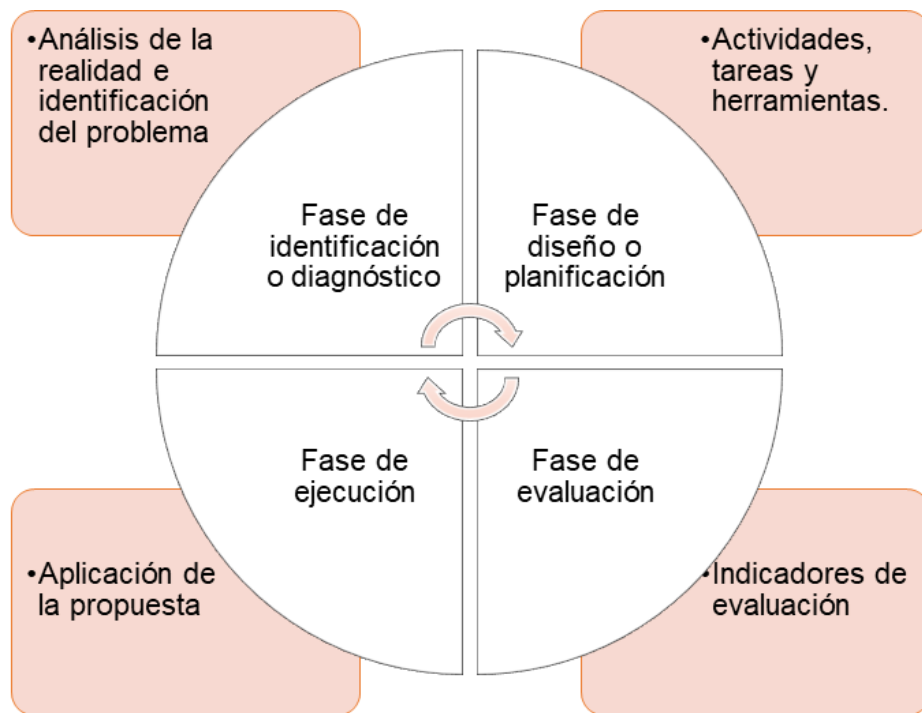 •Análisis de la
realidad e
identificación
del problema
•Actividades,
tareas y
herramientas.
Fase de
identificación
o diagnóstico
Fase de
diseño o
planificación
Fase de
ejecución
Fase de
evaluación
•Aplicación de
la propuesta
•Indicadores de
evaluación